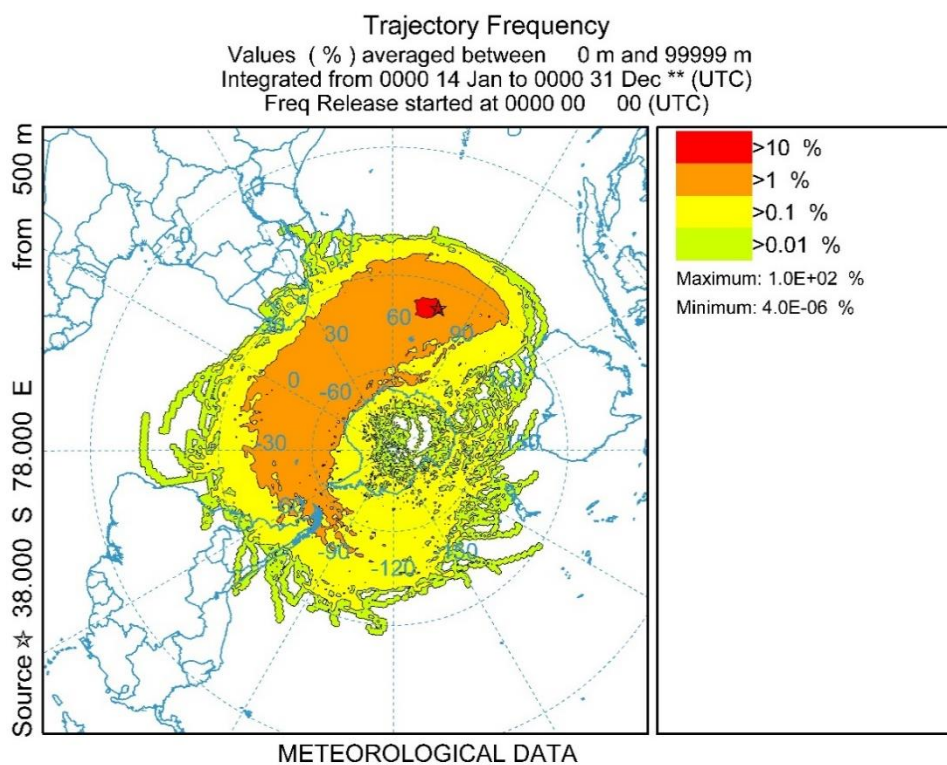 Trajectory Frequency
Values ( % ) averaged between 0 m and 99999 m
Integrated from 0000 14 Jan to 0000 31 Dec ** (UTC)
Freq Release started at 0000 00 00 (UTC)
Source ☆ 38.000 S 78.000 E from 500 m
>10 %
>1 %
>0.1 %
>0.01 %
Maximum: 1.0E+02 %
Minimum: 4.0E-06 %
60
30
90
0
-60
120
-30
150
-90
-120
METEOROLOGICAL DATA